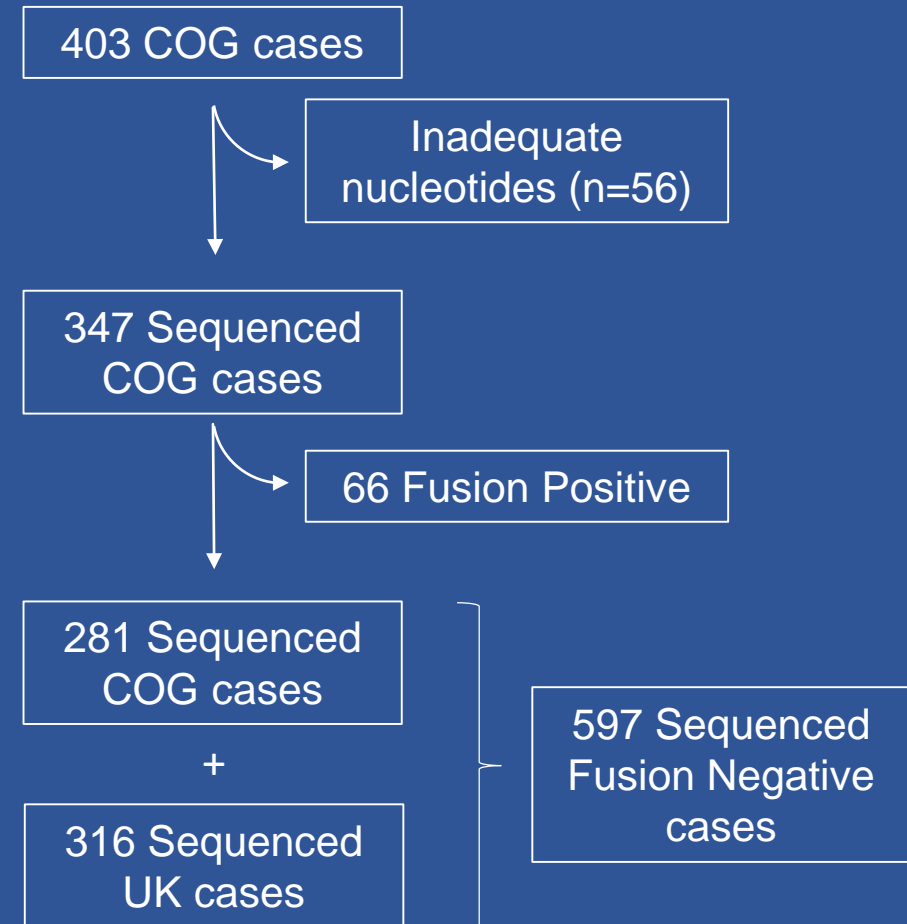 403 COG cases
Inadequate
nucleotides (n=56)
347 Sequenced
COG cases
66 Fusion Positive
281 Sequenced
COG cases
+
316 Sequenced
UK cases
597 Sequenced
Fusion Negative
cases